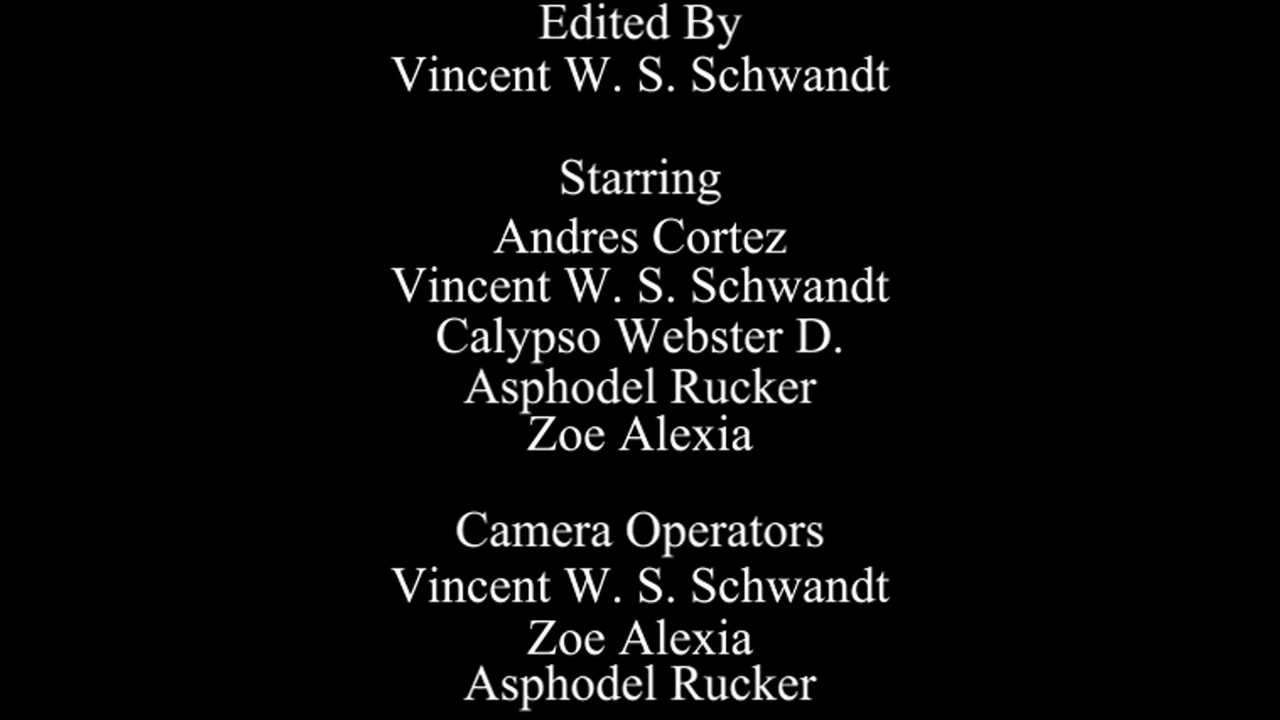 Edited By
Vincent W. S. Schwandt
Starring
Andres Cortez
Vincent W. S. Schwandt
Calypso Webster D.
Asphodel Rucker
Zoe Alexia
Camera Operators
Vincent W. S. Schwandt
Zoe Alexia
Asphodel Rucker